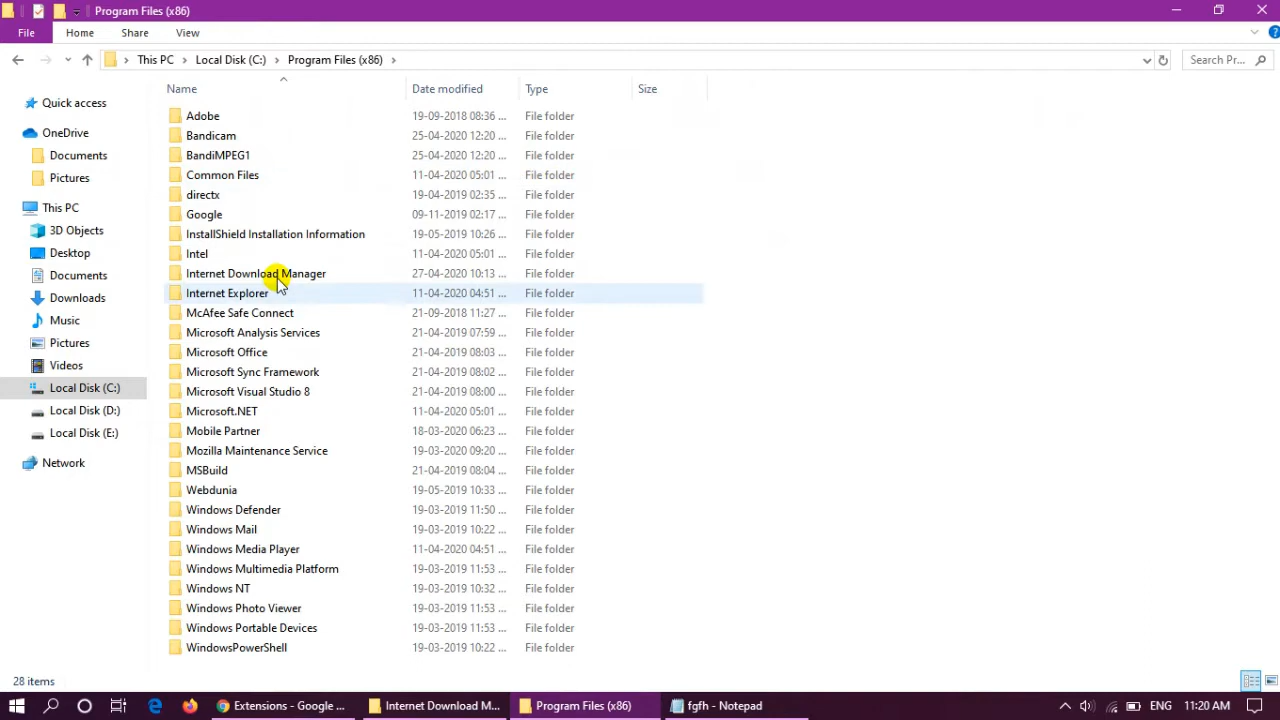 Program Files (x86)
File Home Share View
This PC Local Disk (C:) Program Files (x86) Search Pr...
Name Date modified Type Size
Quick access
OneDrive
Documents
Pictures
This PC
3D Objects
Desktop
Documents
Downloads
Music
Pictures
Videos
Local Disk (C:)
Local Disk (D:)
Local Disk (E:)
Network
Adobe 19-09-2018 08:36 ... File folder
Bandicam 25-04-2020 12:20 ... File folder
BandiMPEG1 25-04-2020 12:20 ... File folder
Common Files 11-04-2020 05:01 ... File folder
directx 19-04-2019 02:35 ... File folder
Google 09-11-2019 02:17 ... File folder
InstallShield Installation Information 19-05-2019 10:26 ... File folder
Intel 11-04-2020 05:01 ... File folder
Internet Download Manager 27-04-2020 10:13 ... File folder
Internet Explorer 11-04-2020 04:51 ... File folder
McAfee Safe Connect 21-09-2018 11:27 ... File folder
Microsoft Analysis Services 21-04-2019 07:59 ... File folder
Microsoft Office 21-04-2019 08:03 ... File folder
Microsoft Sync Framework 21-04-2019 08:02 ... File folder
Microsoft Visual Studio 8 21-04-2019 08:00 ... File folder
Microsoft.NET 11-04-2020 05:01 ... File folder
Mobile Partner 18-03-2020 06:23 ... File folder
Mozilla Maintenance Service 19-03-2020 09:20 ... File folder
MSBuild 21-04-2019 08:04 ... File folder
Webdunia 19-05-2019 10:33 ... File folder
Windows Defender 19-03-2019 11:50 ... File folder
Windows Mail 19-03-2019 10:22 ... File folder
Windows Media Player 11-04-2020 04:51 ... File folder
Windows Multimedia Platform 19-03-2019 11:53 ... File folder
Windows NT 19-03-2019 10:32 ... File folder
Windows Photo Viewer 19-03-2019 11:53 ... File folder
Windows Portable Devices 19-03-2019 11:53 ... File folder
WindowsPowerShell 19-03-2019 10:22 ... File folder
28 items
Extensions - Google ... Internet Download M... Program Files (x86) fgfh - Notepad ENG 11:20 AM